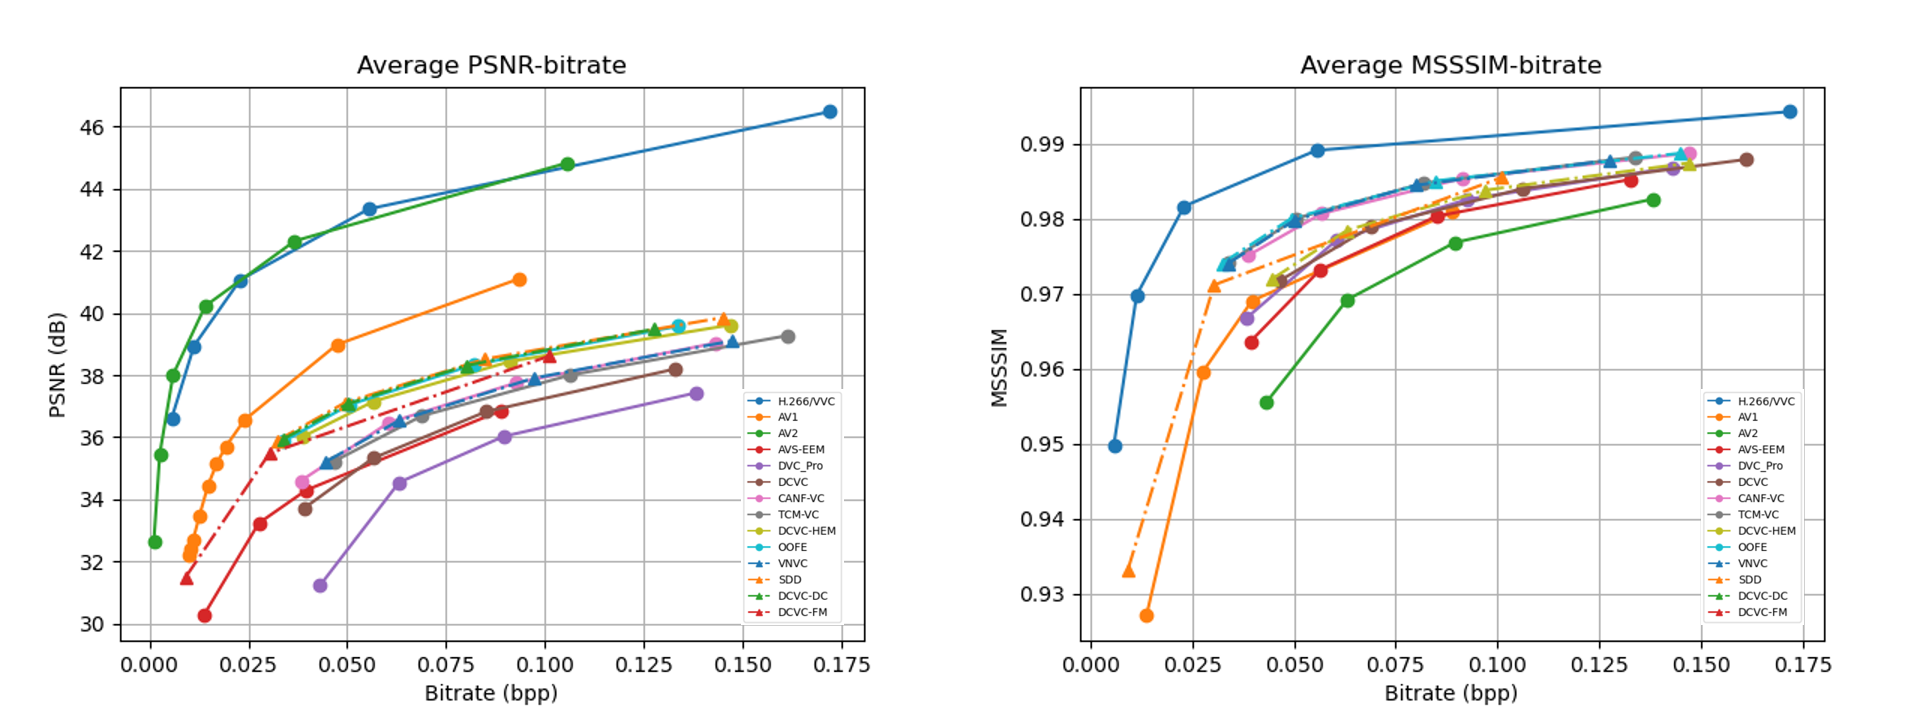 Average PSNR-bitrate
46
44
42
40
38
36
34
32
30
PSNR (dB)
0.000 0.025 0.050 0.075 0.100 0.125 0.150 0.175
Bitrate (bpp)
H.266/VVC
AV1
AV2
AVS-EEM
DVC_Pro
DCVC
CANF-VC
TCM-VC
DCVC-HEM
OOFE
VNVC
SDD
DCVC-DC
DCVC-FM
Average MSSSIM-bitrate
0.99
0.98
0.97
0.96
0.95
0.94
0.93
MSSSIM
0.000 0.025 0.050 0.075 0.100 0.125 0.150 0.175
Bitrate (bpp)
H.266/VVC
AV1
AV2
AVS-EEM
DVC_Pro
DCVC
CANF-VC
TCM-VC
DCVC-HEM
OOFE
VNVC
SDD
DCVC-DC
DCVC-FM